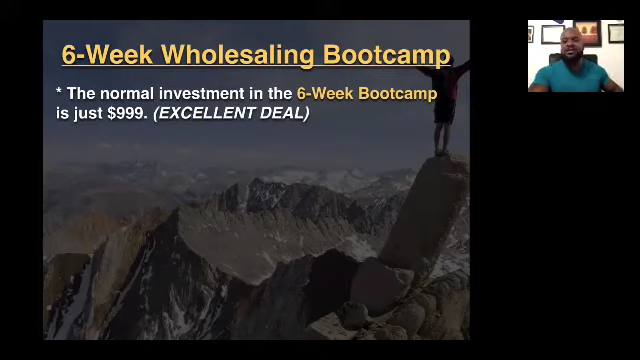 6-Week Wholesaling Bootcamp
* The normal investment in the 6-Week Bootcamp
is just $999. (EXCELLENT DEAL)